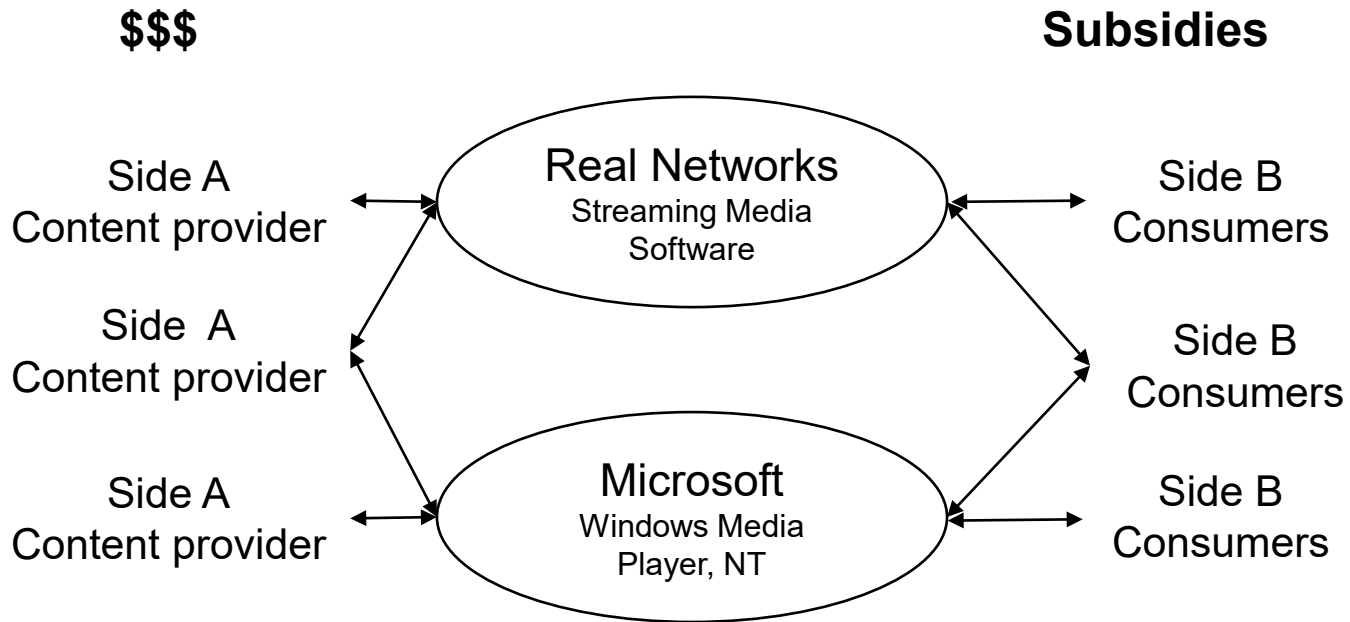 $$$
Subsidies
Side A
Content provider
Real Networks
Streaming Media
Software
Side B
Consumers
Side A
Content provider
Side B
Consumers
Side A
Content provider
Microsoft
Windows Media
Player, NT
Side B
Consumers